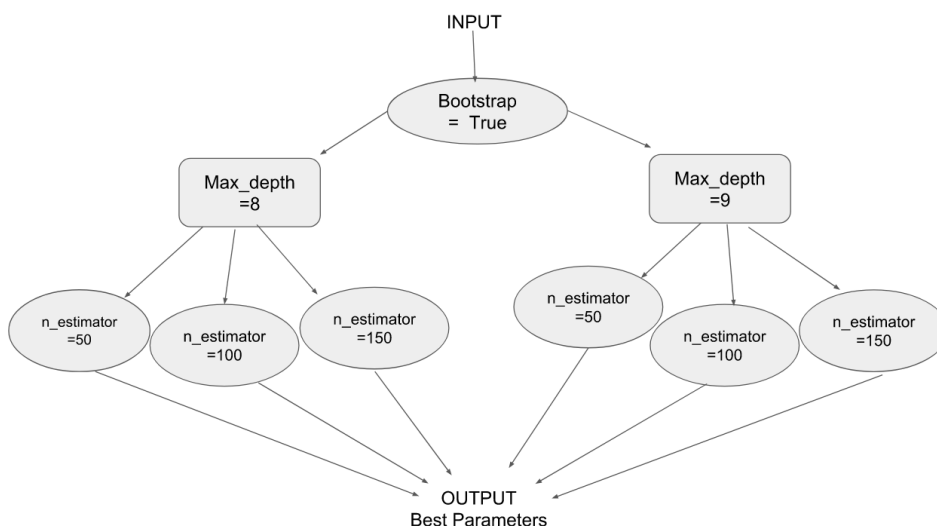 INPUT
Bootstrap
= True
Max_depth
=8
Max_depth
=9
n_estimator
=50
n_estimator
=100
n_estimator
=150
n_estimator
=50
n_estimator
=100
n_estimator
=150
OUTPUT
Best Parameters